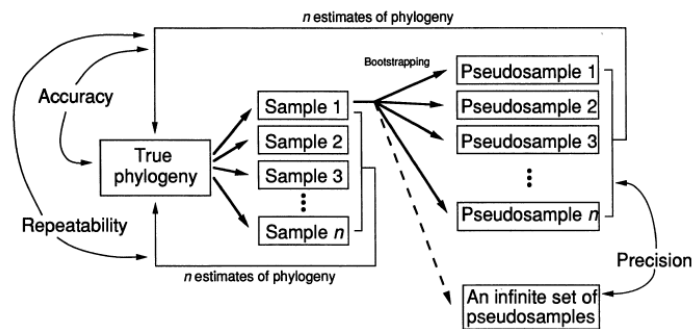 n estimates of phylogeny
Bootstrapping
Accuracy
True
phylogeny
Repeatability
Sample 1
Sample 2
Sample 3
Sample n
Pseudosample 1
Pseudosample 2
Pseudosample 3
Pseudosample n
Precision
n estimates of phylogeny
An infinite set of
pseudosamples